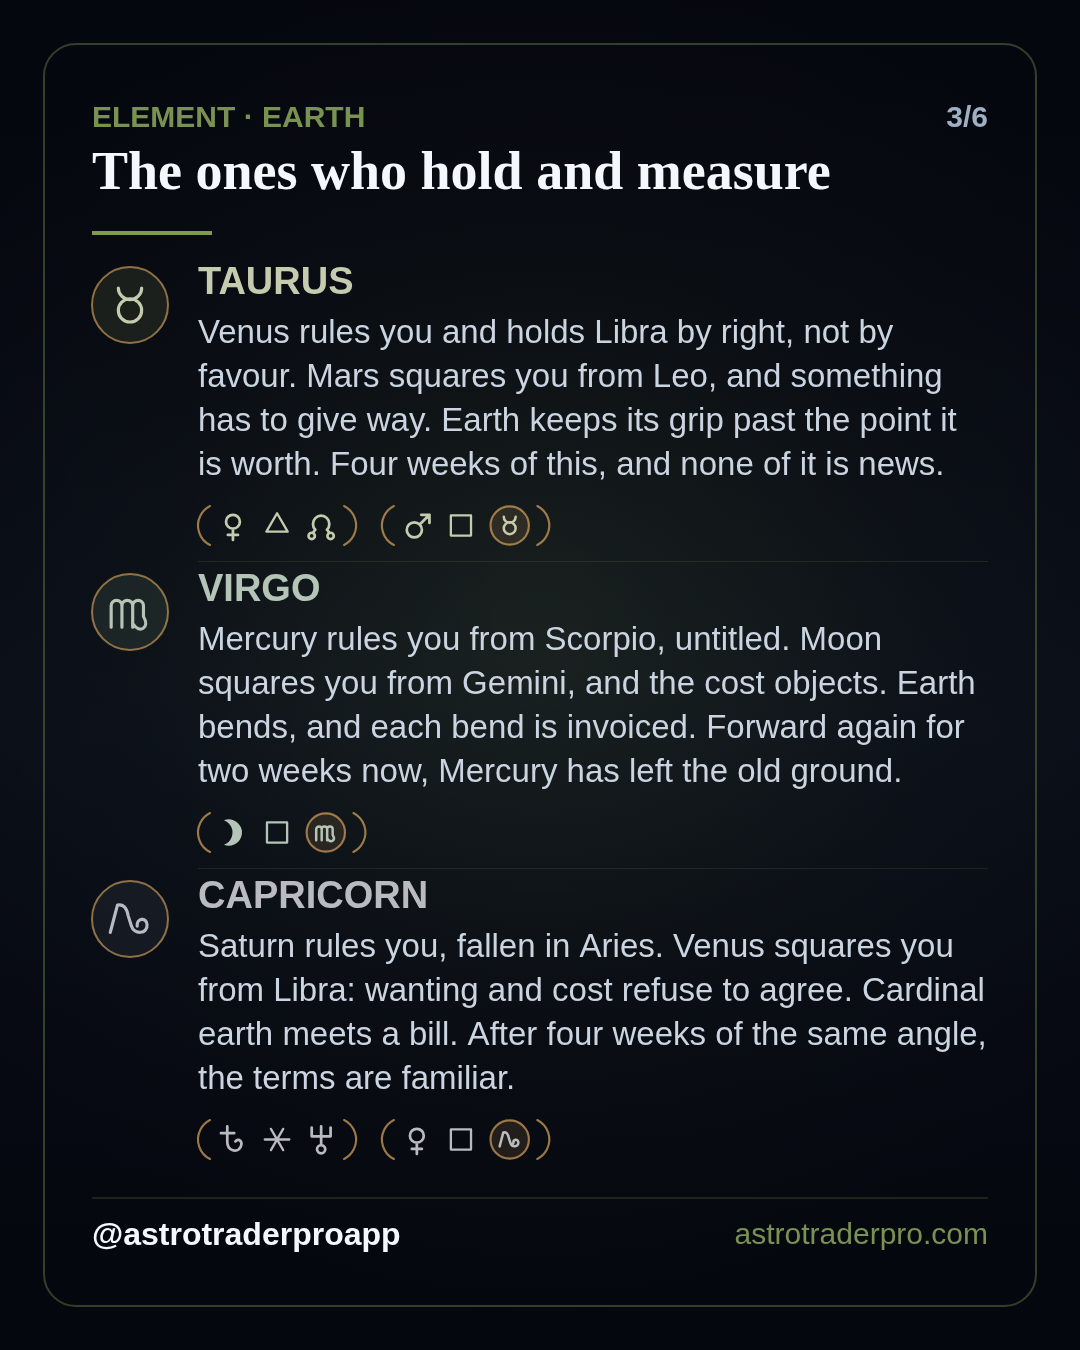 ELEMENT · EARTH
3/6
The ones who hold and measure
TAURUS
Venus rules you and holds Libra by right, not by
favour. Mars squares you from Leo, and something
has to give way. Earth keeps its grip past the point it
is worth. Four weeks of this, and none of it is news.
(♀ △ ☊) (♂ □ ♉)
VIRGO
Mercury rules you from Scorpio, untitled. Moon
squares you from Gemini, and the cost objects. Earth
bends, and each bend is invoiced. Forward again for
two weeks now, Mercury has left the old ground.
(☽ □ ♍)
CAPRICORN
Saturn rules you, fallen in Aries. Venus squares you
from Libra: wanting and cost refuse to agree. Cardinal
earth meets a bill. After four weeks of the same angle,
the terms are familiar.
(♄ ⚹ ♅) (♀ □ ♑)
@astrotraderproapp
astrotraderpro.com